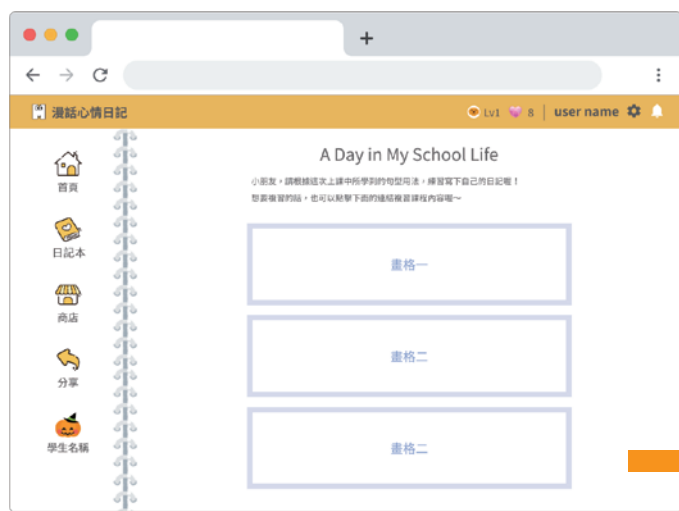 漫話心情日記
Lv1 8 | user name
首頁
日記本
商店
分享
學生名稱
A Day in My School Life
小朋友，請根據這次上課中所學到的句型用法，練習寫下自己的日記喔！
想要複習的話，也可以點擊下面的連結複習課程內容喔～
畫格一
畫格二
畫格二